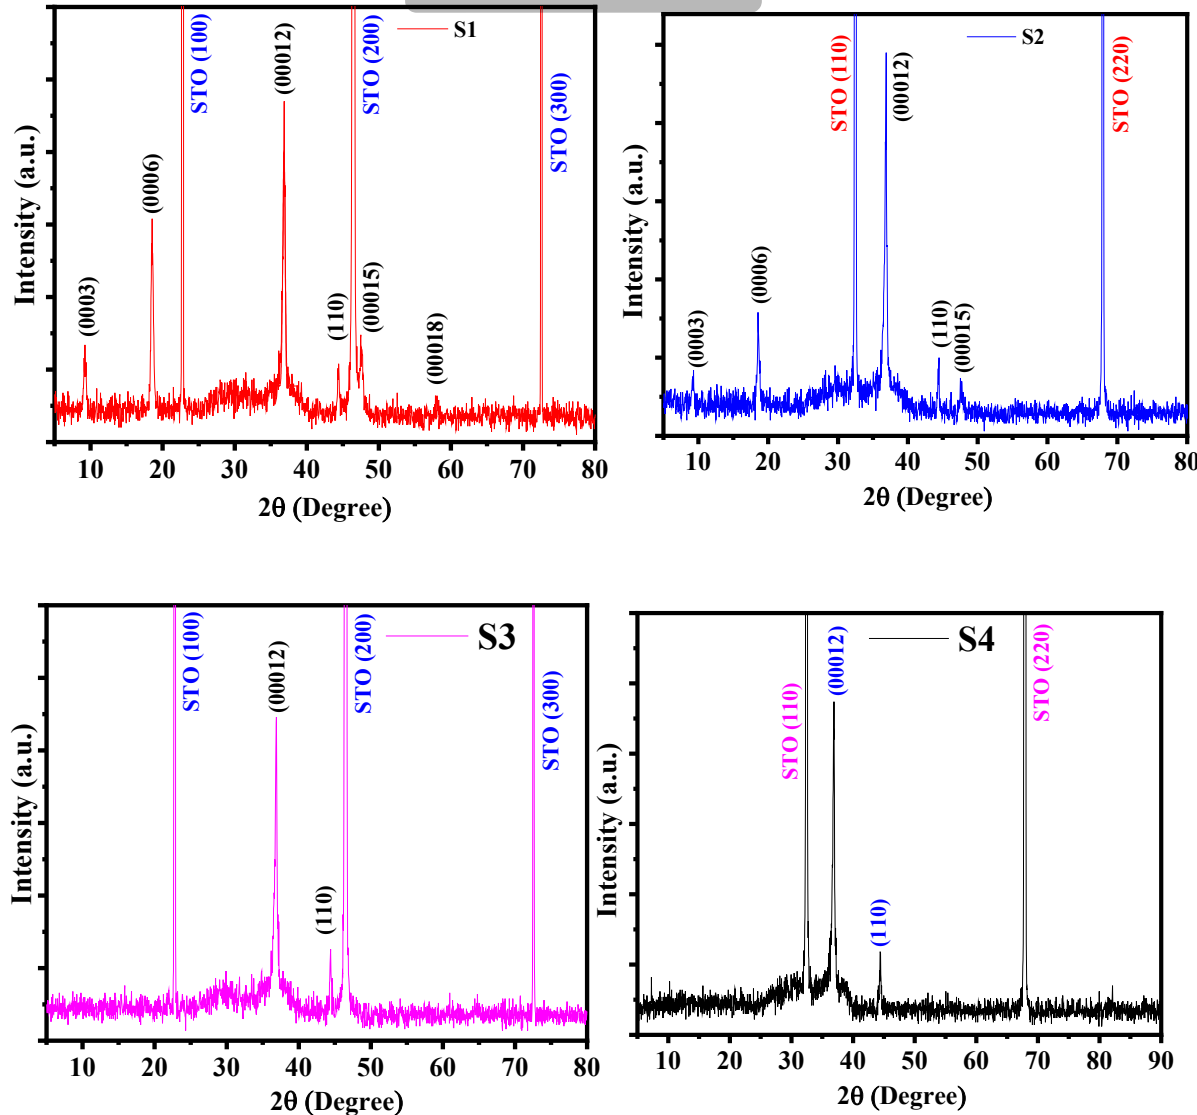 S1
STO (100)
STO (200)
STO (300)
(0003)
(0006)
(00012)
(110)
(00015)
(00018)
Intensity (a.u.)
10 20 30 40 50 60 70 80
2θ (Degree)
S2
STO (110)
STO (220)
(0003)
(0006)
(00012)
(110)
(00015)
Intensity (a.u.)
10 20 30 40 50 60 70 80
2θ (Degree)
S3
STO (100)
STO (200)
STO (300)
(00012)
(110)
Intensity (a.u.)
10 20 30 40 50 60 70 80
2θ (Degree)
S4
STO (110)
STO (220)
(00012)
(110)
Intensity (a.u.)
10 20 30 40 50 60 70 80 90
2θ (Degree)